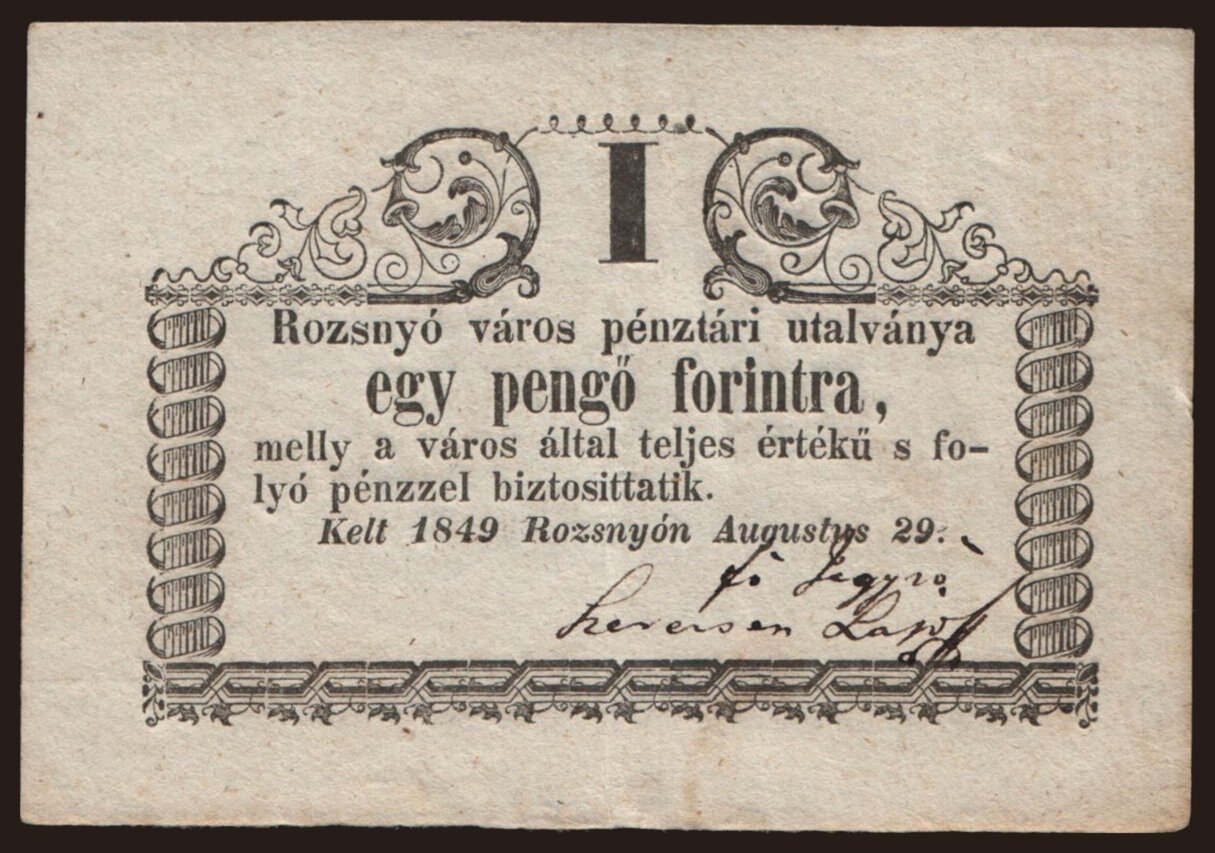 I
Rozsnyó város pénztári utalványa
egy pengő forintra,
melly a város által teljes értékű s fo-
lyó pénzzel biztosittatik.
Kelt 1849 Rozsnyón Augustus 29.
fő Jegyző
Lajos